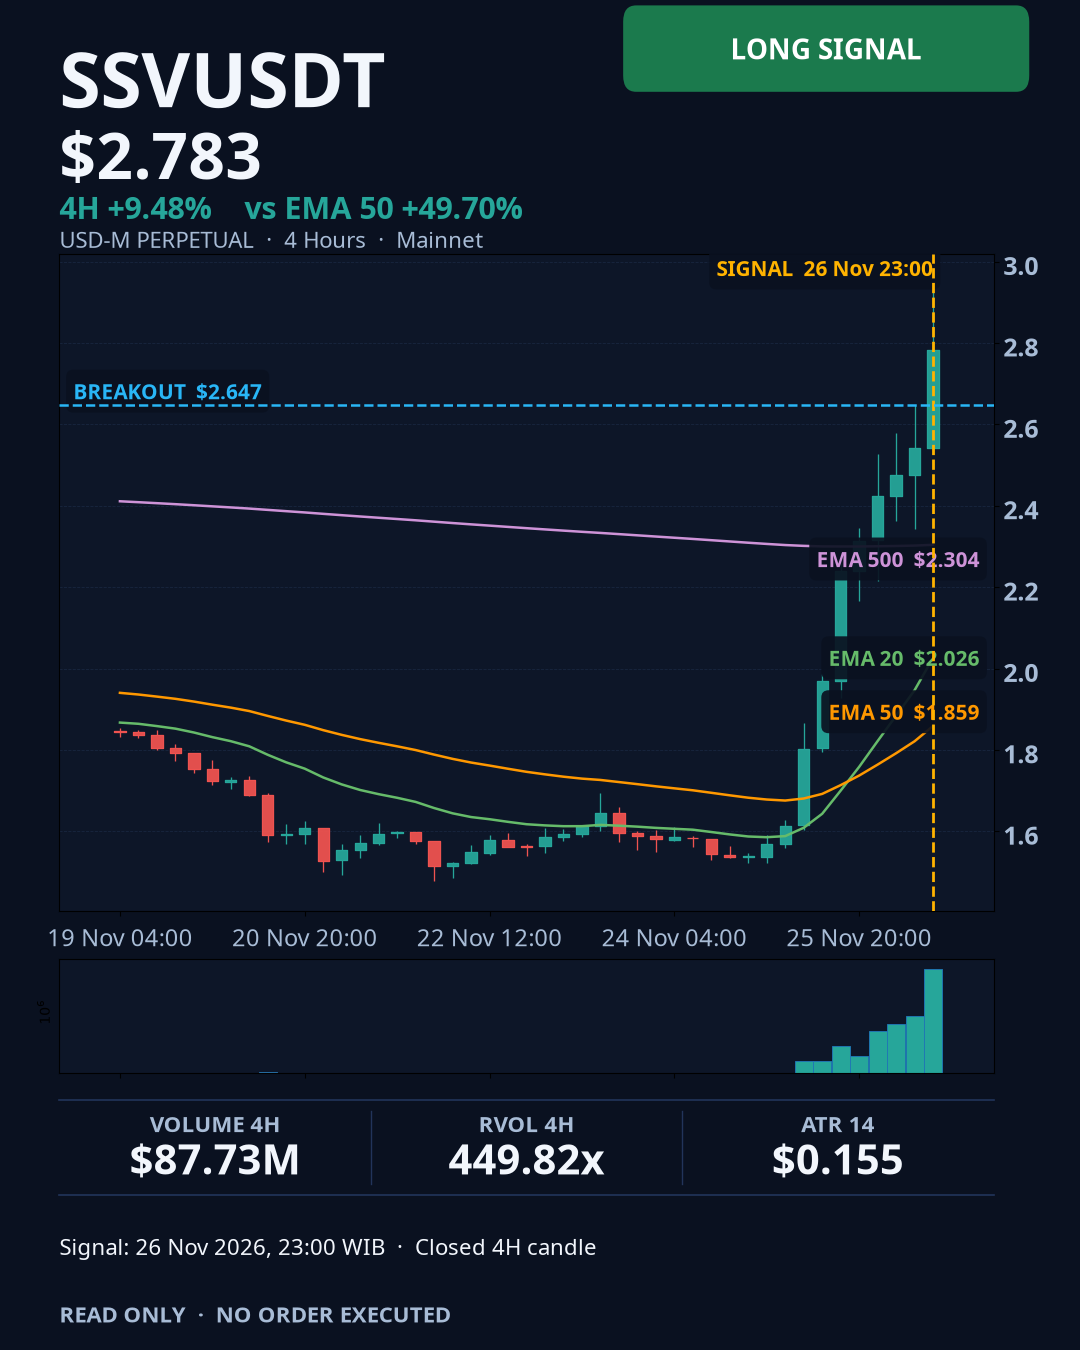 LONG SIGNAL
SSVUSDT
$2.783
4H +9.48% vs EMA 50 +49.70%
USD-M PERPETUAL · 4 Hours · Mainnet
SIGNAL 26 Nov 23:00
3.0
2.8
BREAKOUT $2.647
2.6
2.4
EMA 500 $2.304
2.2
EMA 20 $2.026
2.0
EMA 50 $1.859
1.8
1.6
19 Nov 04:00 20 Nov 20:00 22 Nov 12:00 24 Nov 04:00 25 Nov 20:00
10⁶
VOLUME 4H RVOL 4H ATR 14
$87.73M 449.82x $0.155
Signal: 26 Nov 2026, 23:00 WIB · Closed 4H candle
READ ONLY · NO ORDER EXECUTED